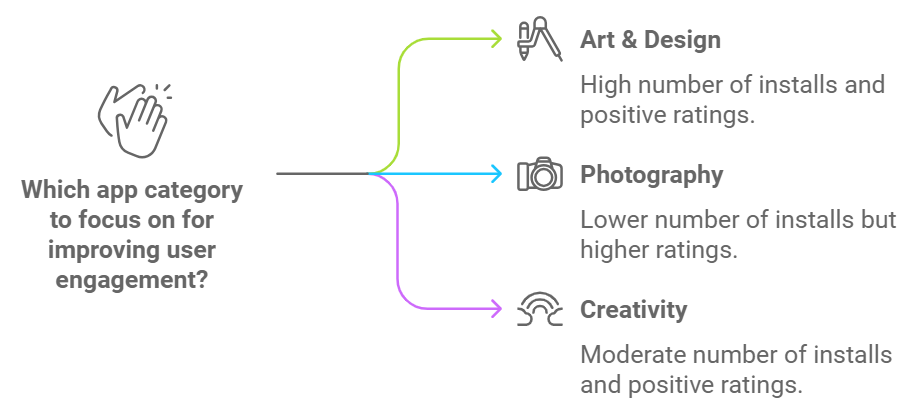 Which app category
to focus on for
improving user
engagement?
Art & Design
High number of installs and
positive ratings.
Photography
Lower number of installs but
higher ratings.
Creativity
Moderate number of installs
and positive ratings.